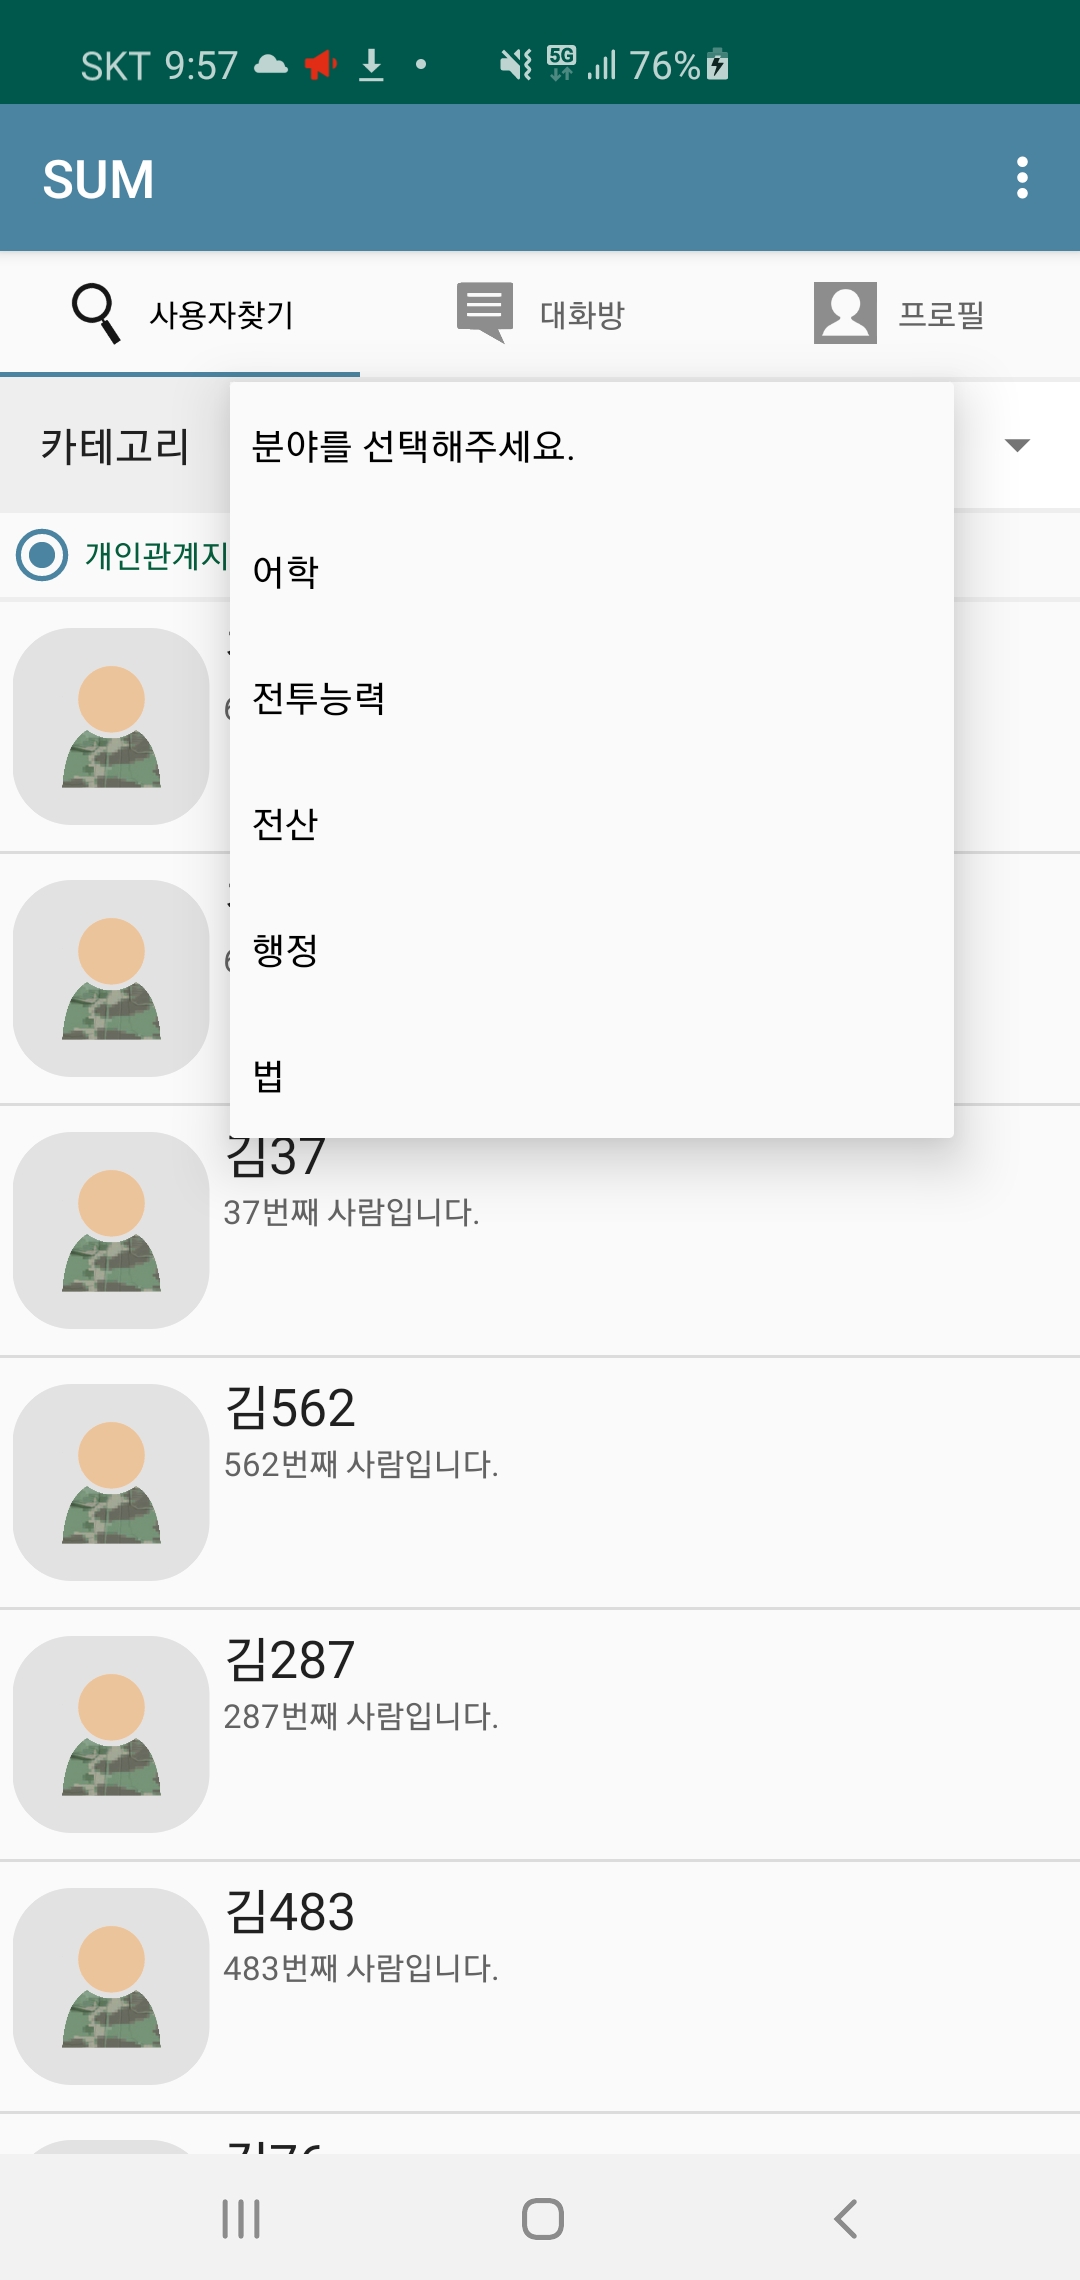 SKT 9:57 5G 76%
SUM
사용자찾기 대화방 프로필
카테고리
분야를 선택해주세요.
개인관계지
어학
전투능력
전산
행정
법
김37
37번째 사람입니다.
김562
562번째 사람입니다.
김287
287번째 사람입니다.
김483
483번째 사람입니다.